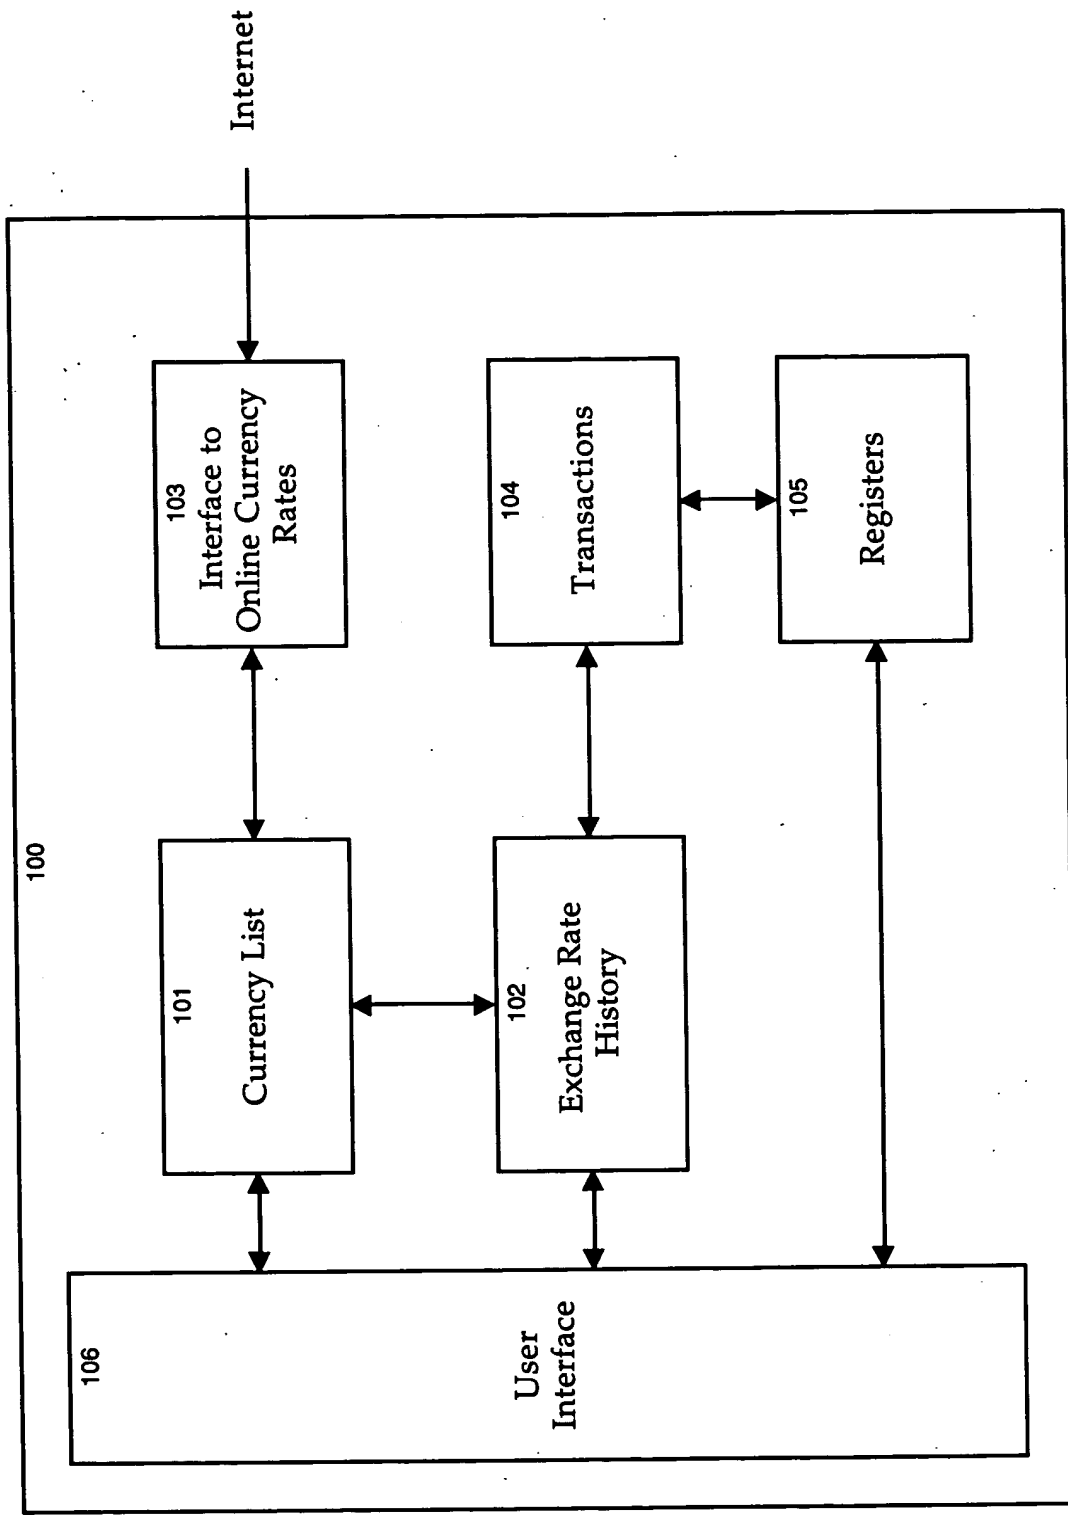 100
106
User
Interface
101
Currency List
102
Exchange Rate
History
103
Interface to
Online Currency
Rates
104
Transactions
105
Registers
Internet